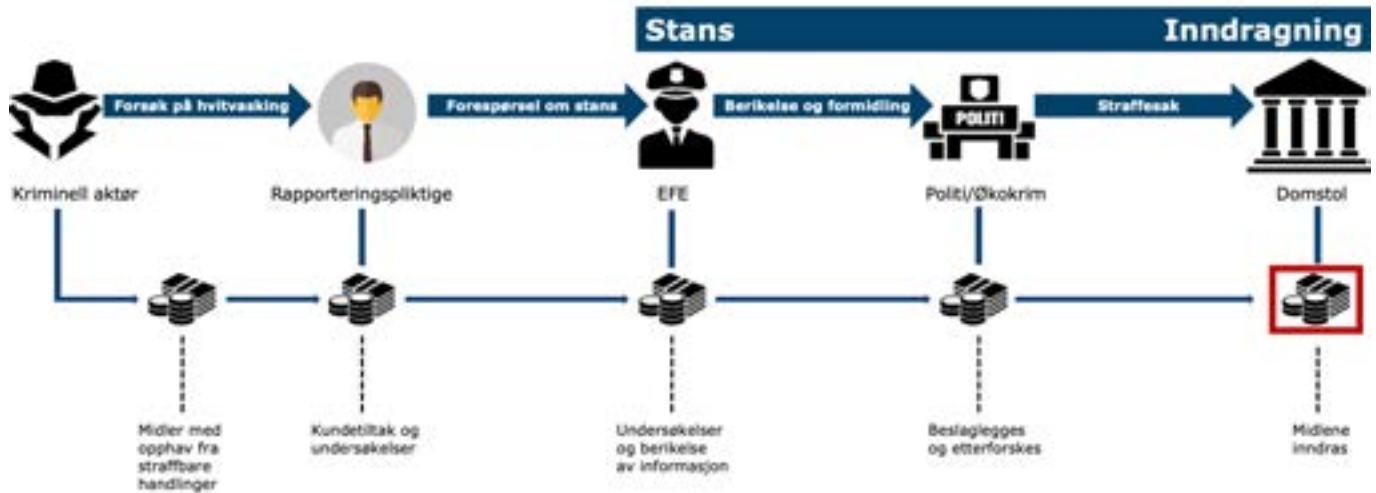 Stans
Inndragning
Forsøk på hvitvasking
Forespørsel om stans
Berikelse og formidling
POLITI
Straffesak
Kriminell aktør
Rapporteringspliktige
EFE
Politi/Økokrim
Domstol
Midler med
opphav fra
straffbare
handlinger
Kundetiltak og
undersøkelser
Undersøkelser
og berikelse
av informasjon
Beslaglegges
og etterforskes
Midlene
inndras